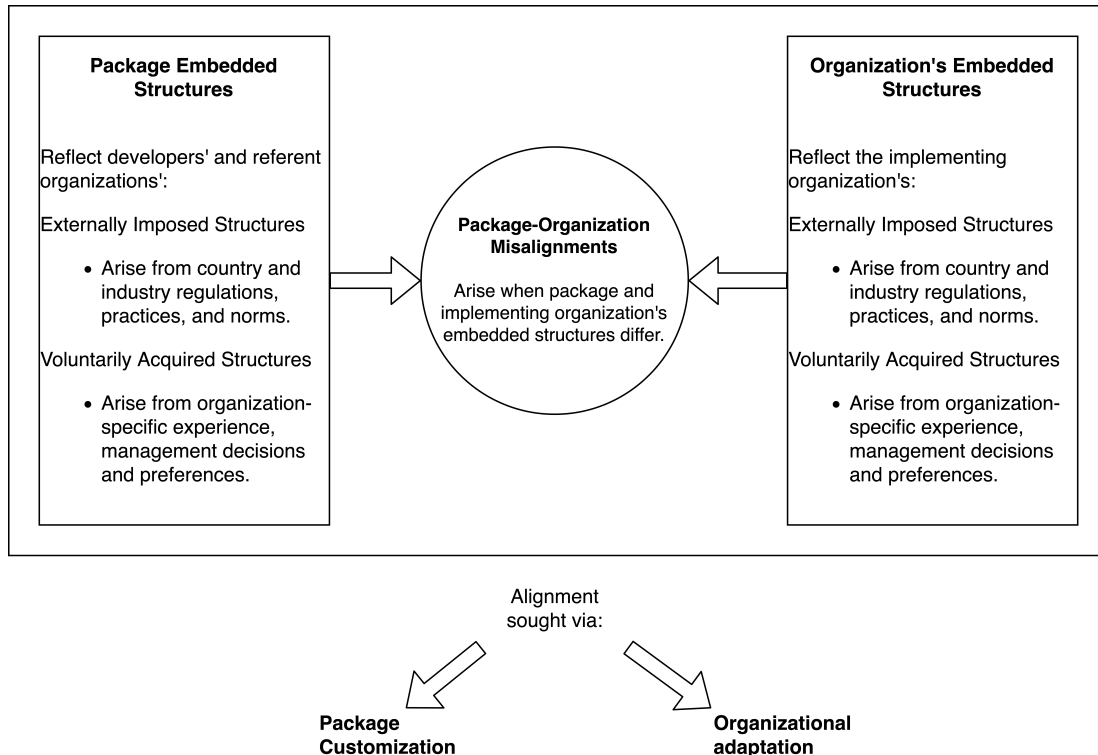 Package Embedded
Structures
Reflect developers' and referent
organizations':
Externally Imposed Structures
• Arise from country and
industry regulations,
practices, and norms.
Voluntarily Acquired Structures
• Arise from organization-
specific experience,
management decisions
and preferences.
Package-Organization
Misalignments
Arise when package and
implementing organization's
embedded structures differ.
Organization's Embedded
Structures
Reflect the implementing
organization's:
Externally Imposed Structures
• Arise from country and
industry regulations,
practices, and norms.
Voluntarily Acquired Structures
• Arise from organization-
specific experience,
management decisions
and preferences.
Alignment
sought via:
Package
Customization
Organizational
adaptation